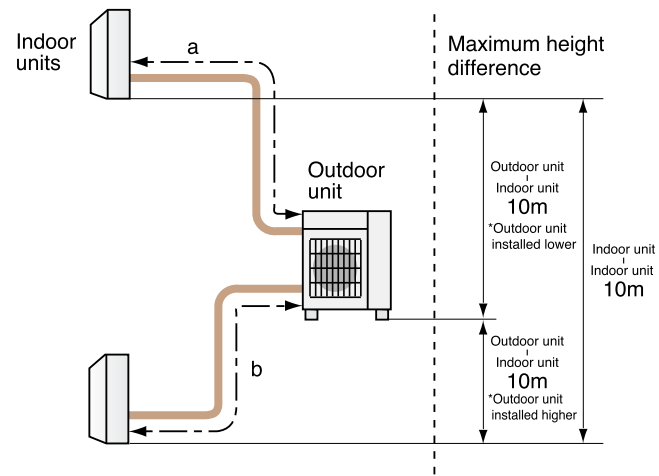 Indoor
units
a
Maximum height
difference
Outdoor
unit
Outdoor unit
Indoor unit
10m
*Outdoor unit
installed lower
Indoor unit
Indoor unit
10m
Outdoor unit
Indoor unit
10m
*Outdoor unit
installed higher
b